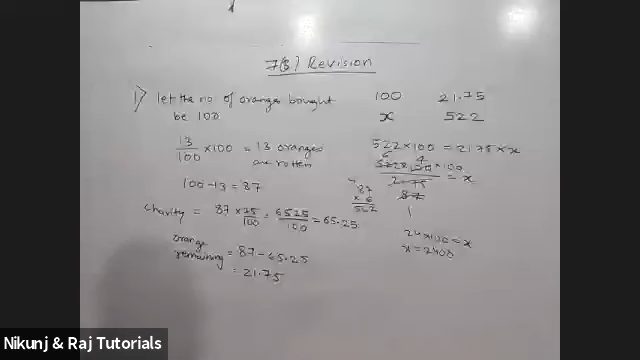 7(B) Revision
1) let the no of oranges bought
be 100
13/100 × 100 = 13 oranges
are rotten
100 - 13 = 87
Charity = 87 × 75/100 = 6525/100 = 65.25
orange
remaining = 87 - 65.25
= 21.75
100 21.75
x 522
522 × 100 = 21.75 × x
= x
87
× 6
522
24 × 100 = x
x = 2400
Nikunj & Raj Tutorials